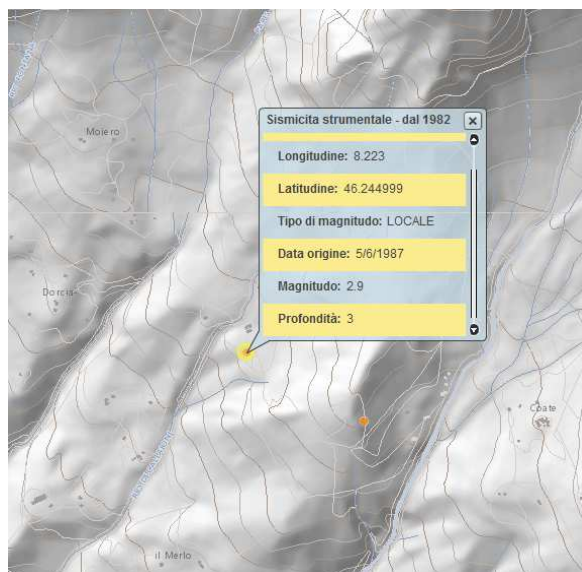 Sismicita strumentale - dal 1982
Longitudine: 8.223
Latitudine: 46.244999
Tipo di magnitudo: LOCALE
Data origine: 5/6/1987
Magnitudo: 2.9
Profondità: 3
Moiero
Dorcia
Coate
il Merlo